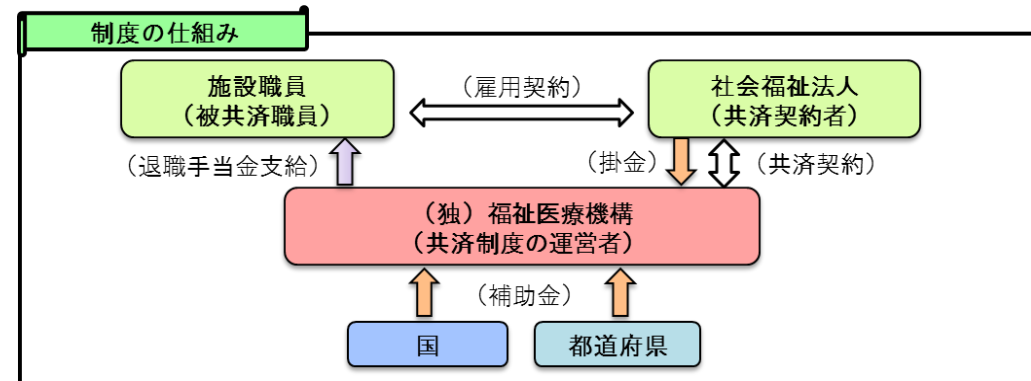 制度の仕組み
施設職員
（被共済職員）
（雇用契約）
社会福祉法人
（共済契約者）
（退職手当金支給）
（掛金）
（共済契約）
（独）福祉医療機構
（共済制度の運営者）
（補助金）
国
都道府県